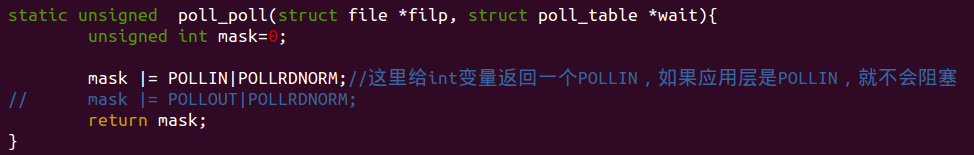 static unsigned  poll_poll(struct file *filp, struct poll_table *wait){
        unsigned int mask=0;
        mask |= POLLIN|POLLRDNORM;//这里给int变量返回一个POLLIN，如果应用层是POLLIN，就不会阻塞
//      mask |= POLLOUT|POLLRDNORM;
        return mask;
}